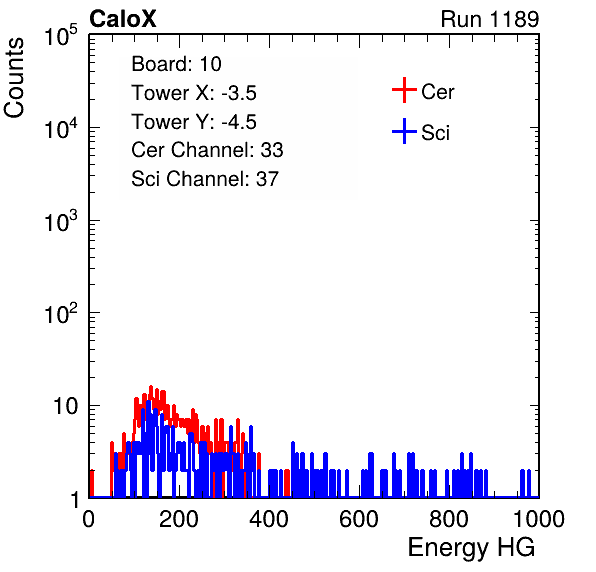 CaloX Run 1189
Board: 10
Tower X: -3.5
Tower Y: -4.5
Cer Channel: 33
Sci Channel: 37
Cer
Sci
Counts
10^5
10^4
10^3
10^2
10
1
0 200 400 600 800 1000
Energy HG